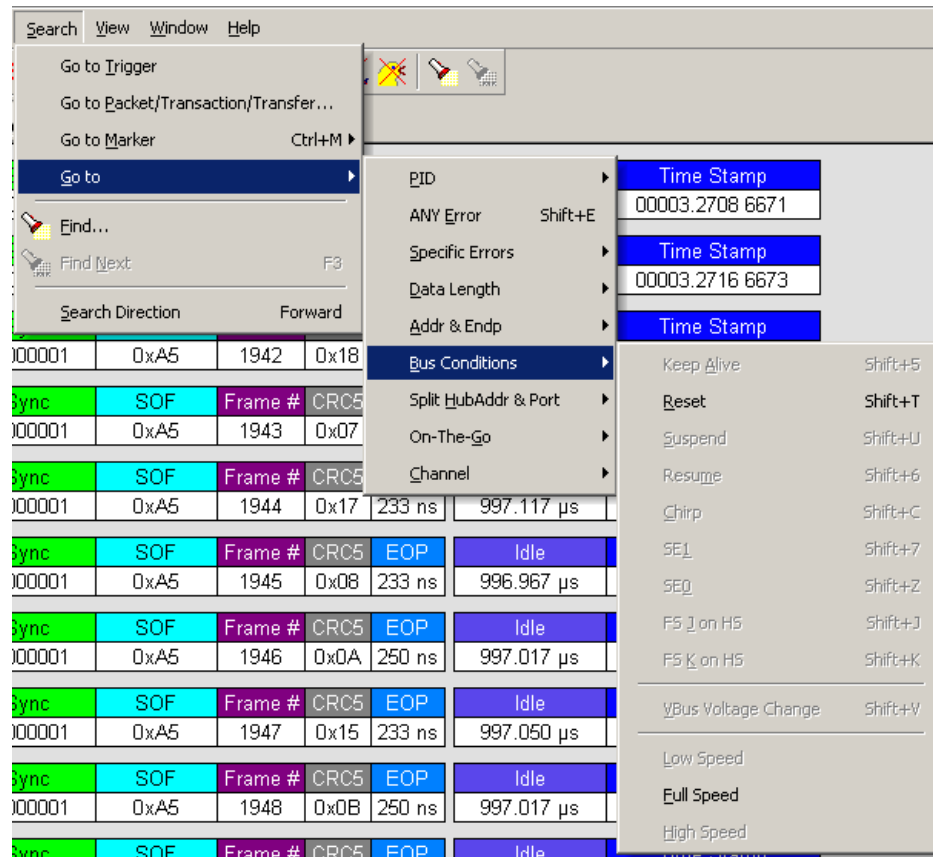 Search View Window Help
Go to Trigger
Go to Packet/Transaction/Transfer...
Go to Marker Ctrl+M
Go to
Find...
Find Next F3
Search Direction Forward
PID
ANY Error Shift+E
Specific Errors
Data Length
Addr & Endp
Bus Conditions
Split HubAddr & Port
On-The-Go
Channel
Keep Alive Shift+5
Reset Shift+T
Suspend Shift+U
Resume Shift+6
Chirp Shift+C
SE1 Shift+7
SE0 Shift+Z
FS J on HS Shift+J
FS K on HS Shift+K
VBus Voltage Change Shift+V
Low Speed
Full Speed
High Speed
Time Stamp
00003.2708 6671
Time Stamp
00003.2716 6673
Time Stamp
000001 0xA5 1942 0x18
Sync SOF Frame # CRC5
000001 0xA5 1943 0x07
Sync SOF Frame # CRC5
000001 0xA5 1944 0x17 233 ns 997.117 µs
Sync SOF Frame # CRC5 EOP Idle
000001 0xA5 1945 0x08 233 ns 996.967 µs
Sync SOF Frame # CRC5 EOP Idle
000001 0xA5 1946 0x0A 250 ns 997.017 µs
Sync SOF Frame # CRC5 EOP Idle
000001 0xA5 1947 0x15 233 ns 997.050 µs
Sync SOF Frame # CRC5 EOP Idle
000001 0xA5 1948 0x0B 250 ns 997.017 µs
Sync SOF Frame # CRC5 EOP Idle Time Stamp